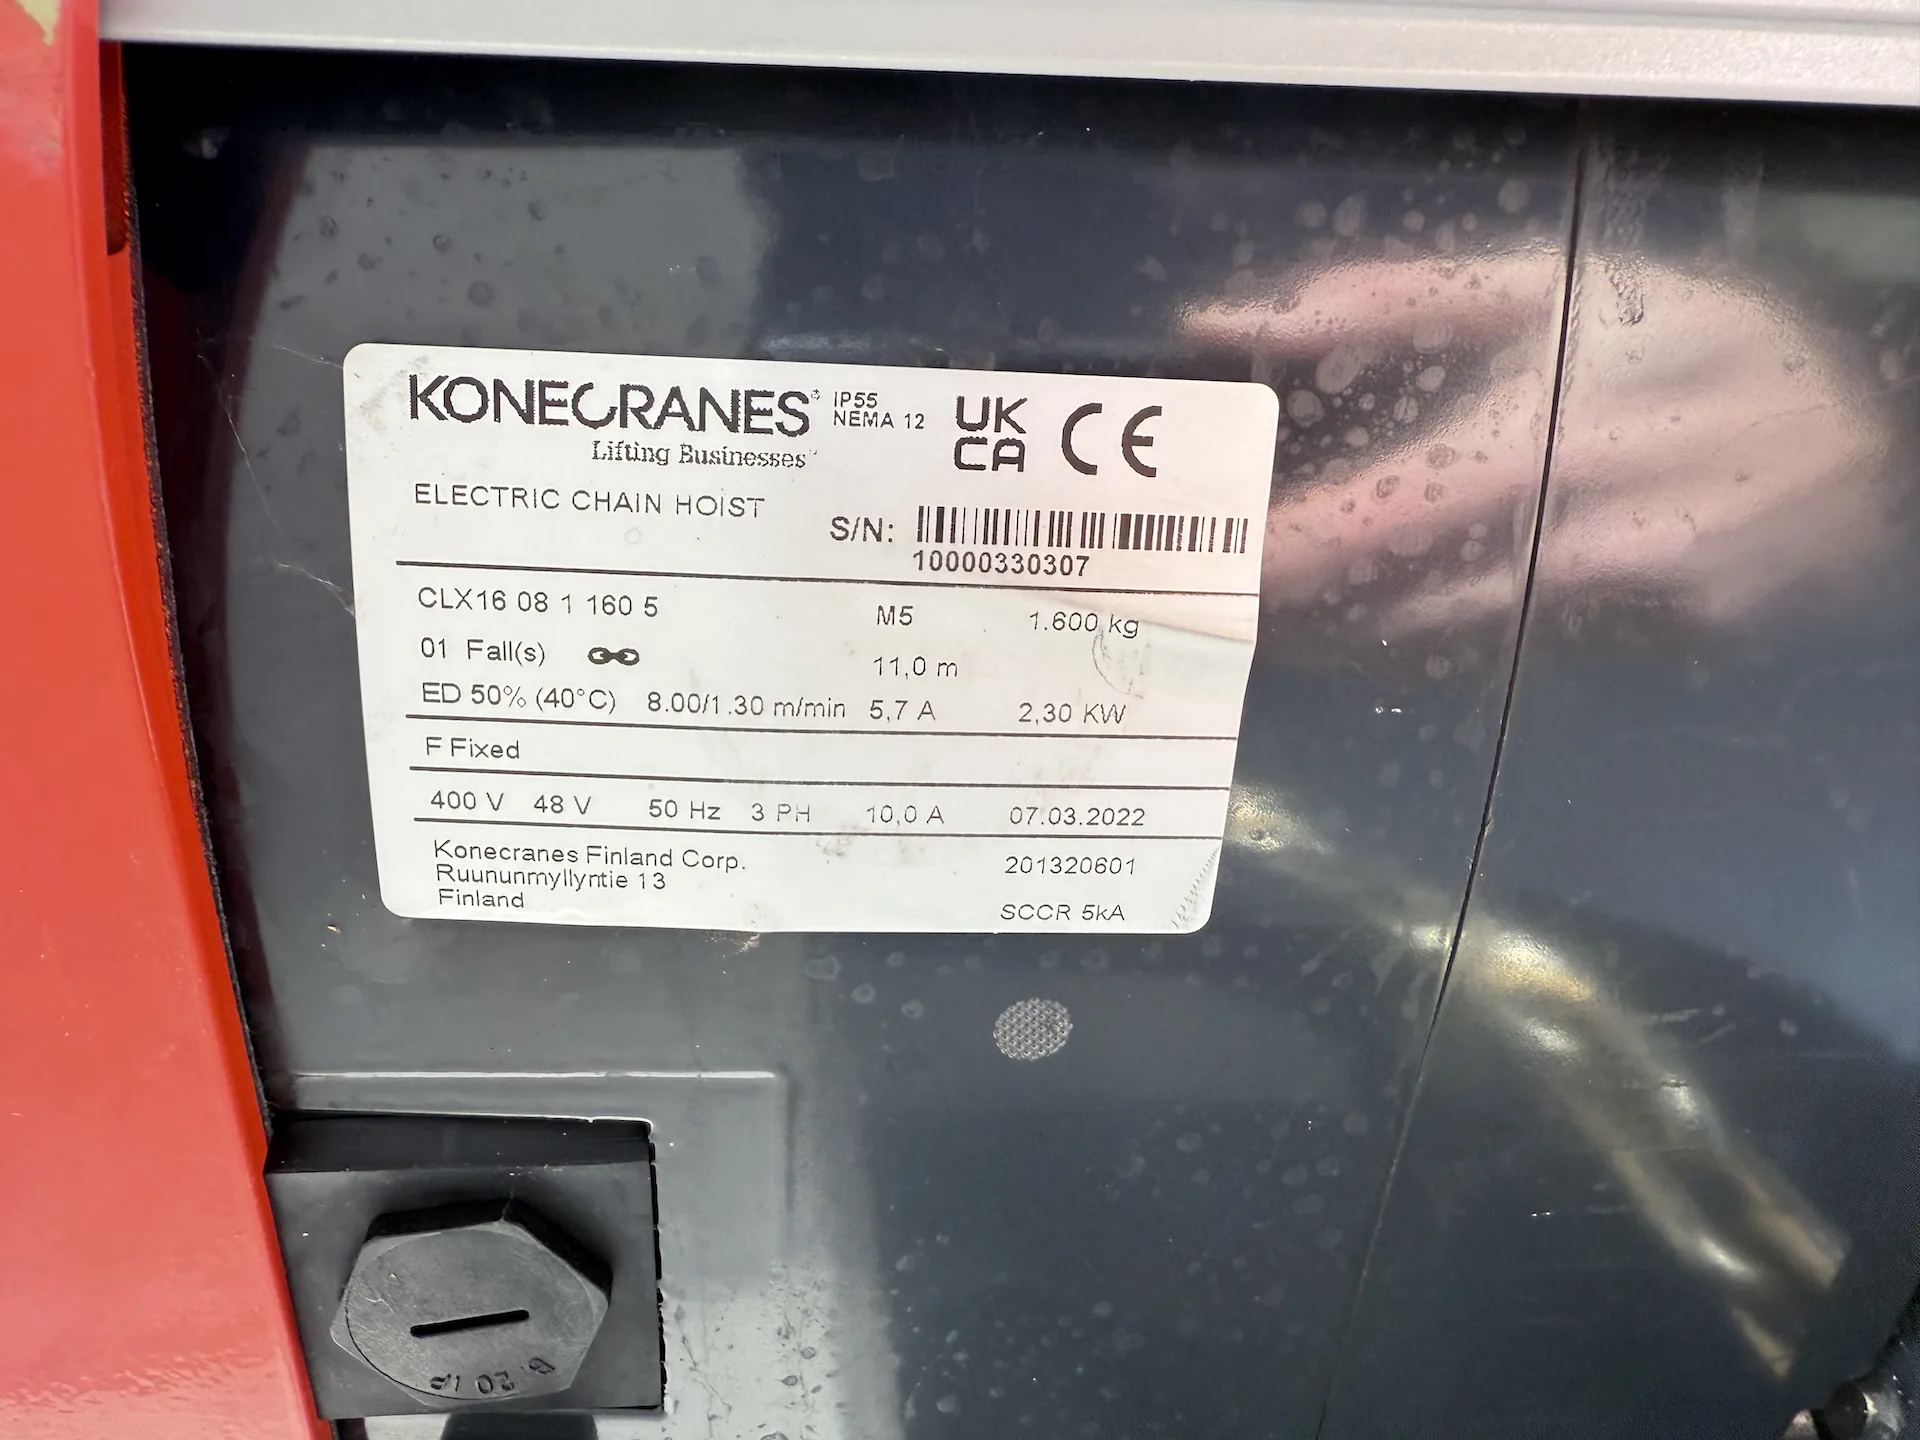 KONECRANES® IP55
NEMA 12
UK
CA CE
Lifting Businesses™
ELECTRIC CHAIN HOIST
S/N:
10000330307
CLX16 08 1 160 5 M5 1.600 kg
01 Fall(s) 11,0 m
ED 50% (40°C) 8.00/1.30 m/min 5,7 A 2,30 KW
F Fixed
400 V 48 V 50 Hz 3 PH 10,0 A 07.03.2022
Konecranes Finland Corp. 201320601
Ruununmyllyntie 13
Finland SCCR 5kA